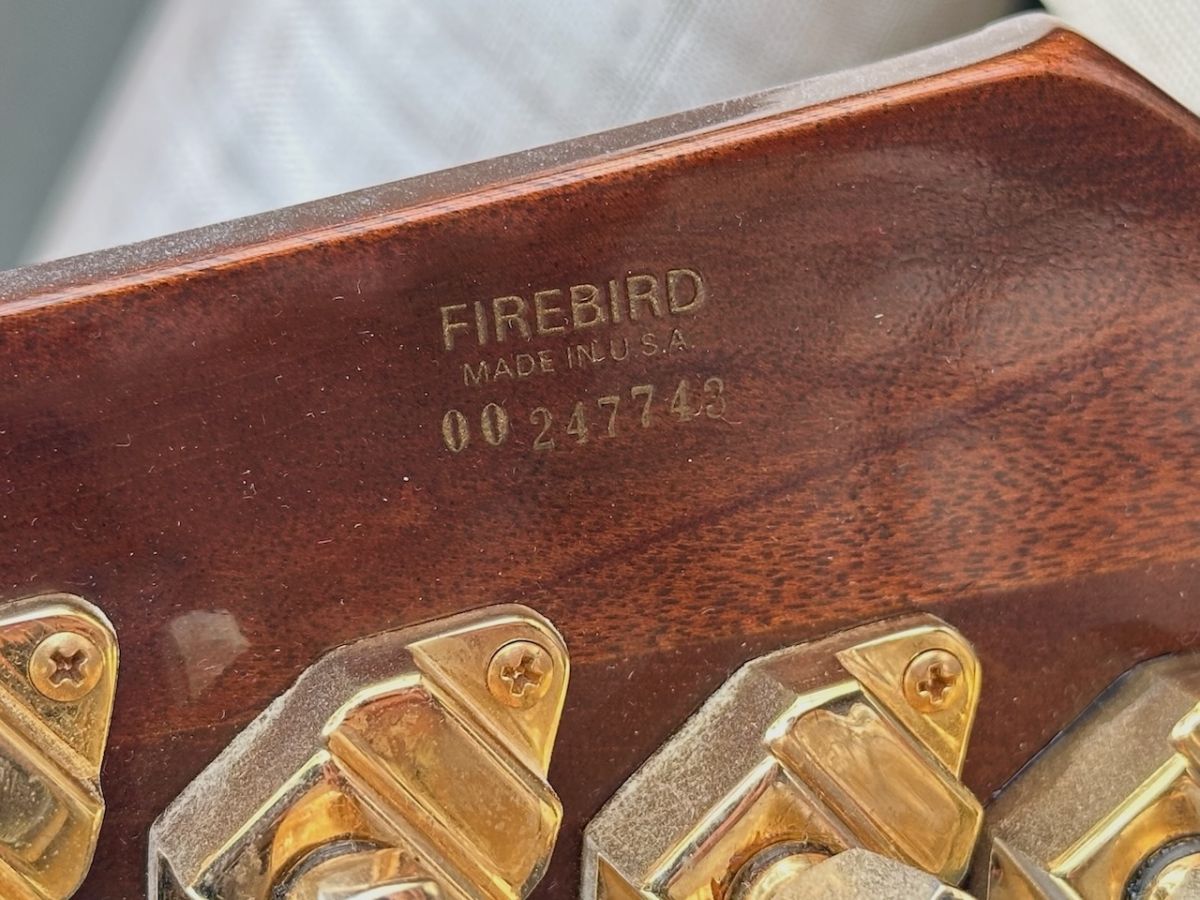 FIREBIRD
MADE IN U.S.A.
00 247743